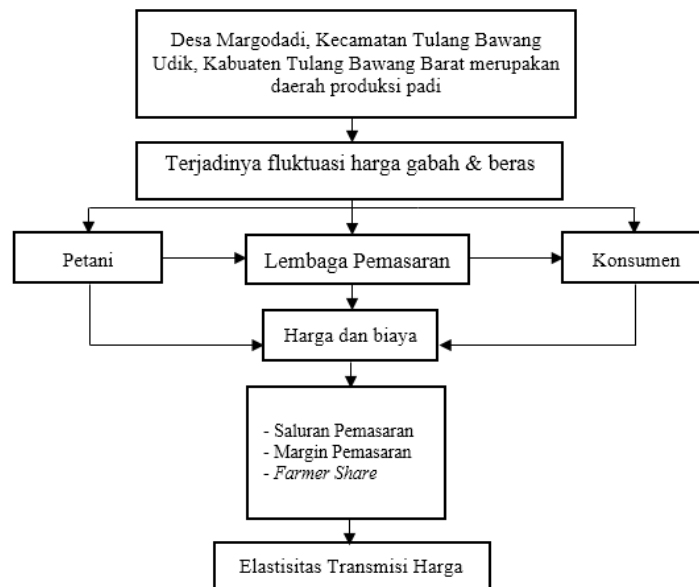 Desa Margodadi, Kecamatan Tulang Bawang
Udik, Kabuaten Tulang Bawang Barat merupakan
daerah produksi padi
Terjadinya fluktuasi harga gabah & beras
Petani
Lembaga Pemasaran
Konsumen
Harga dan biaya
- Saluran Pemasaran
- Margin Pemasaran
- Farmer Share
Elastisitas Transmisi Harga